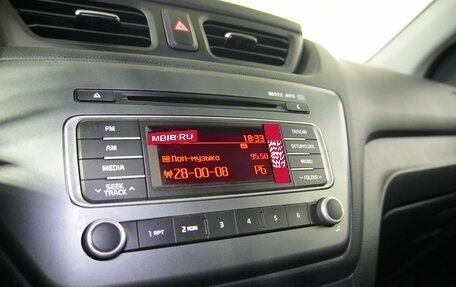 FM
AM
MEDIA
SEEK
TRACK
MBIB.RU
18:33
Поп-музыка 95.50
28-00-08 P6
TA/SCAN
SETUP/CLOCK
MENU
FOLDER
1 RPT
2 RDM
3
4
5
6